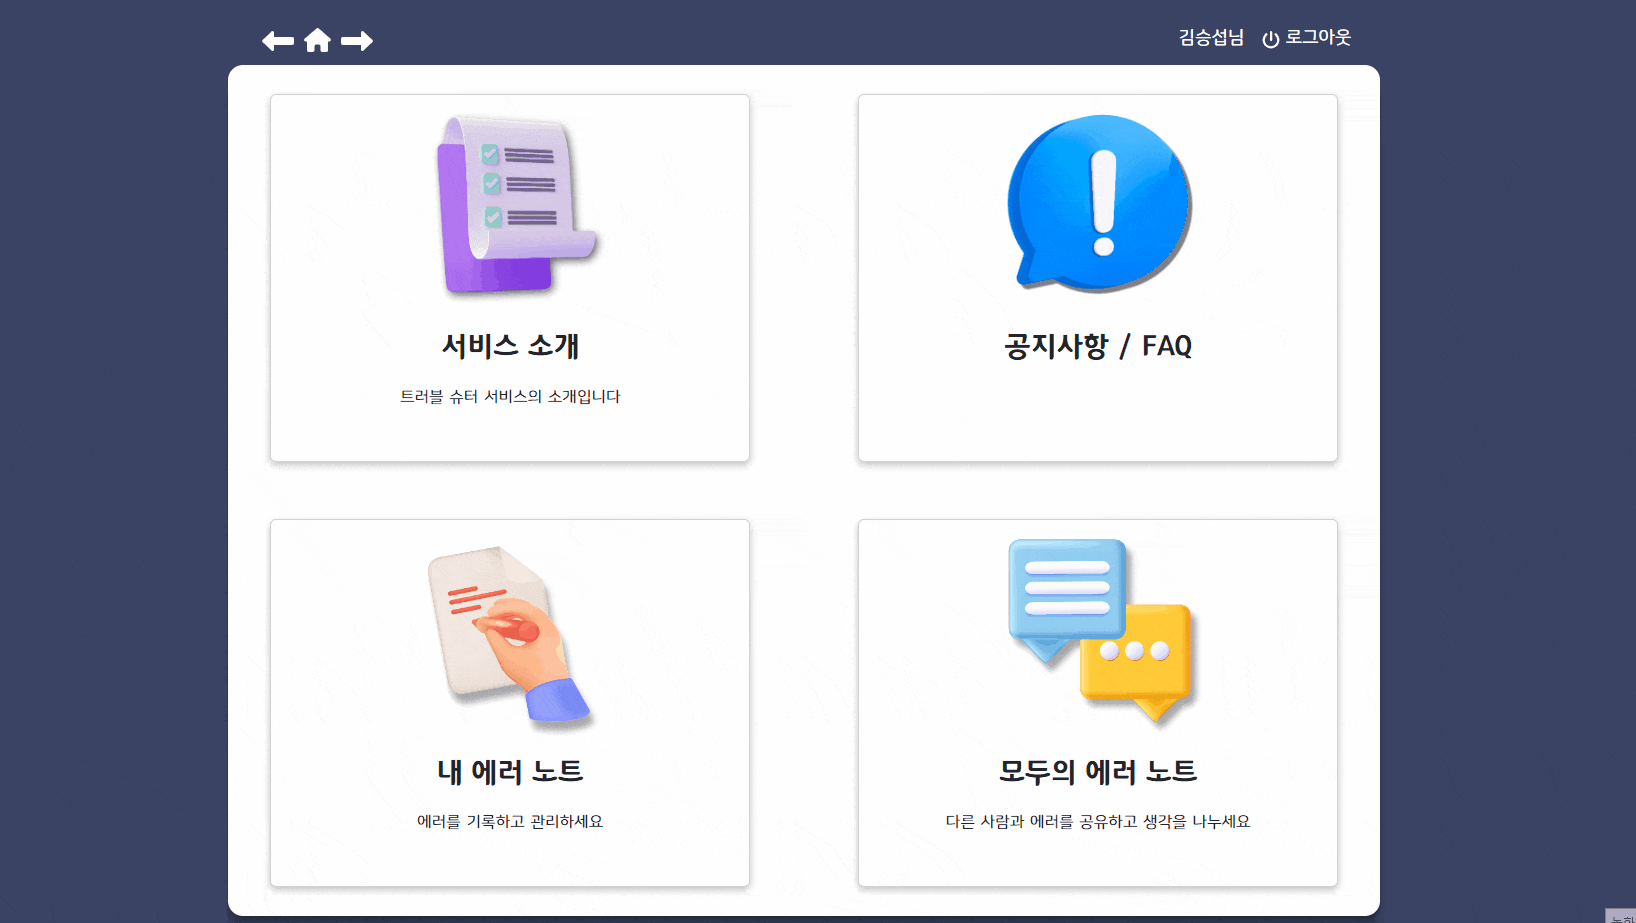 김승섭님 로그아웃
서비스 소개
트러블 슈터 서비스의 소개입니다
공지사항 / FAQ
내 에러 노트
에러를 기록하고 관리하세요
모두의 에러 노트
다른 사람과 에러를 공유하고 생각을 나누세요